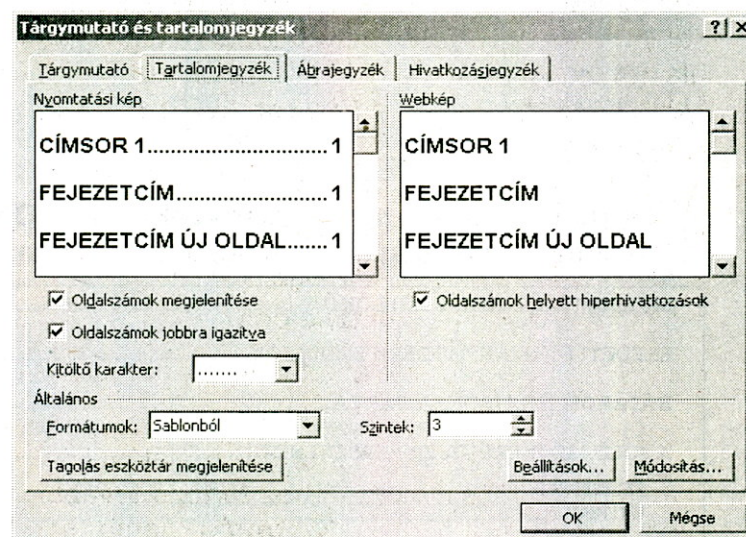 Tárgymutató és tartalomjegyzék
Tárgymutató Tartalomjegyzék Ábrajegyzék Hivatkozásjegyzék
Nyomtatási kép Webkép
CÍMSOR 1..............................1 CÍMSOR 1
FEJEZETCÍM.........................1 FEJEZETCÍM
FEJEZETCÍM ÚJ OLDAL.......1 FEJEZETCÍM ÚJ OLDAL
Oldalszámok megjelenítése Oldalszámok helyett hiperhivatkozások
Oldalszámok jobbra igazítva
Kitöltő karakter: .......
Általános
Formátumok: Sablonból Szintek: 3
Tagolás eszköztár megjelenítése Beállítások... Módosítás...
OK Mégse